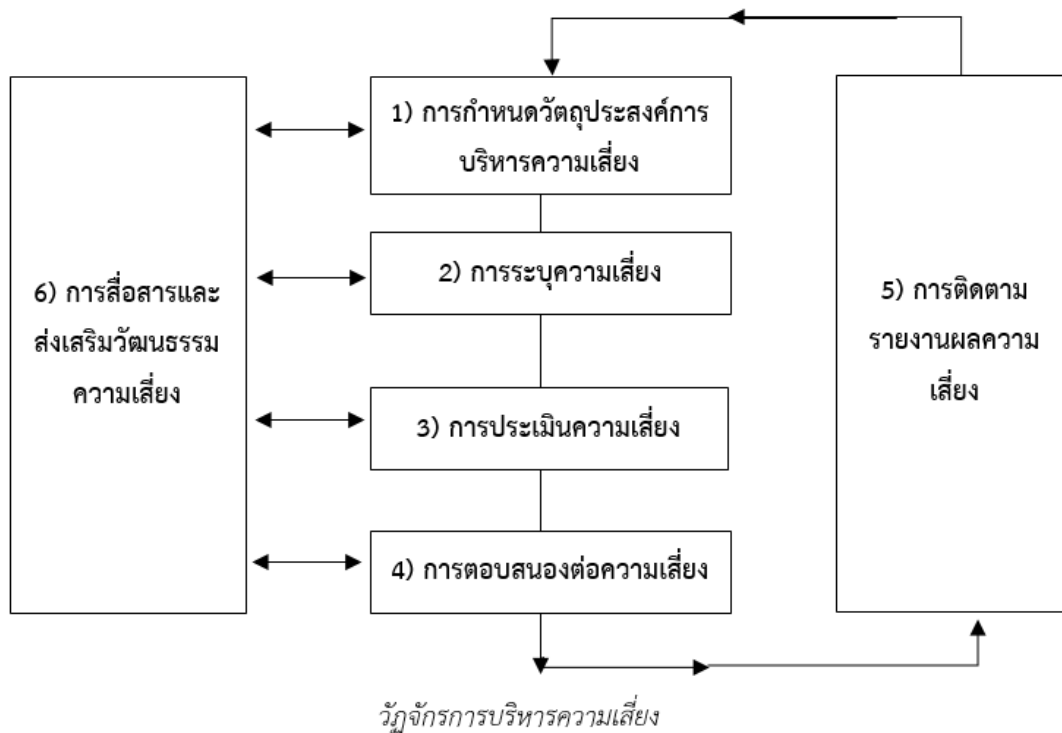 1) การกำหนดวัตถุประสงค์การ
บริหารความเสี่ยง
2) การระบุความเสี่ยง
3) การประเมินความเสี่ยง
4) การตอบสนองต่อความเสี่ยง
5) การติดตาม
รายงานผลความ
เสี่ยง
6) การสื่อสารและ
ส่งเสริมวัฒนธรรม
ความเสี่ยง
วัฏจักรการบริหารความเสี่ยง